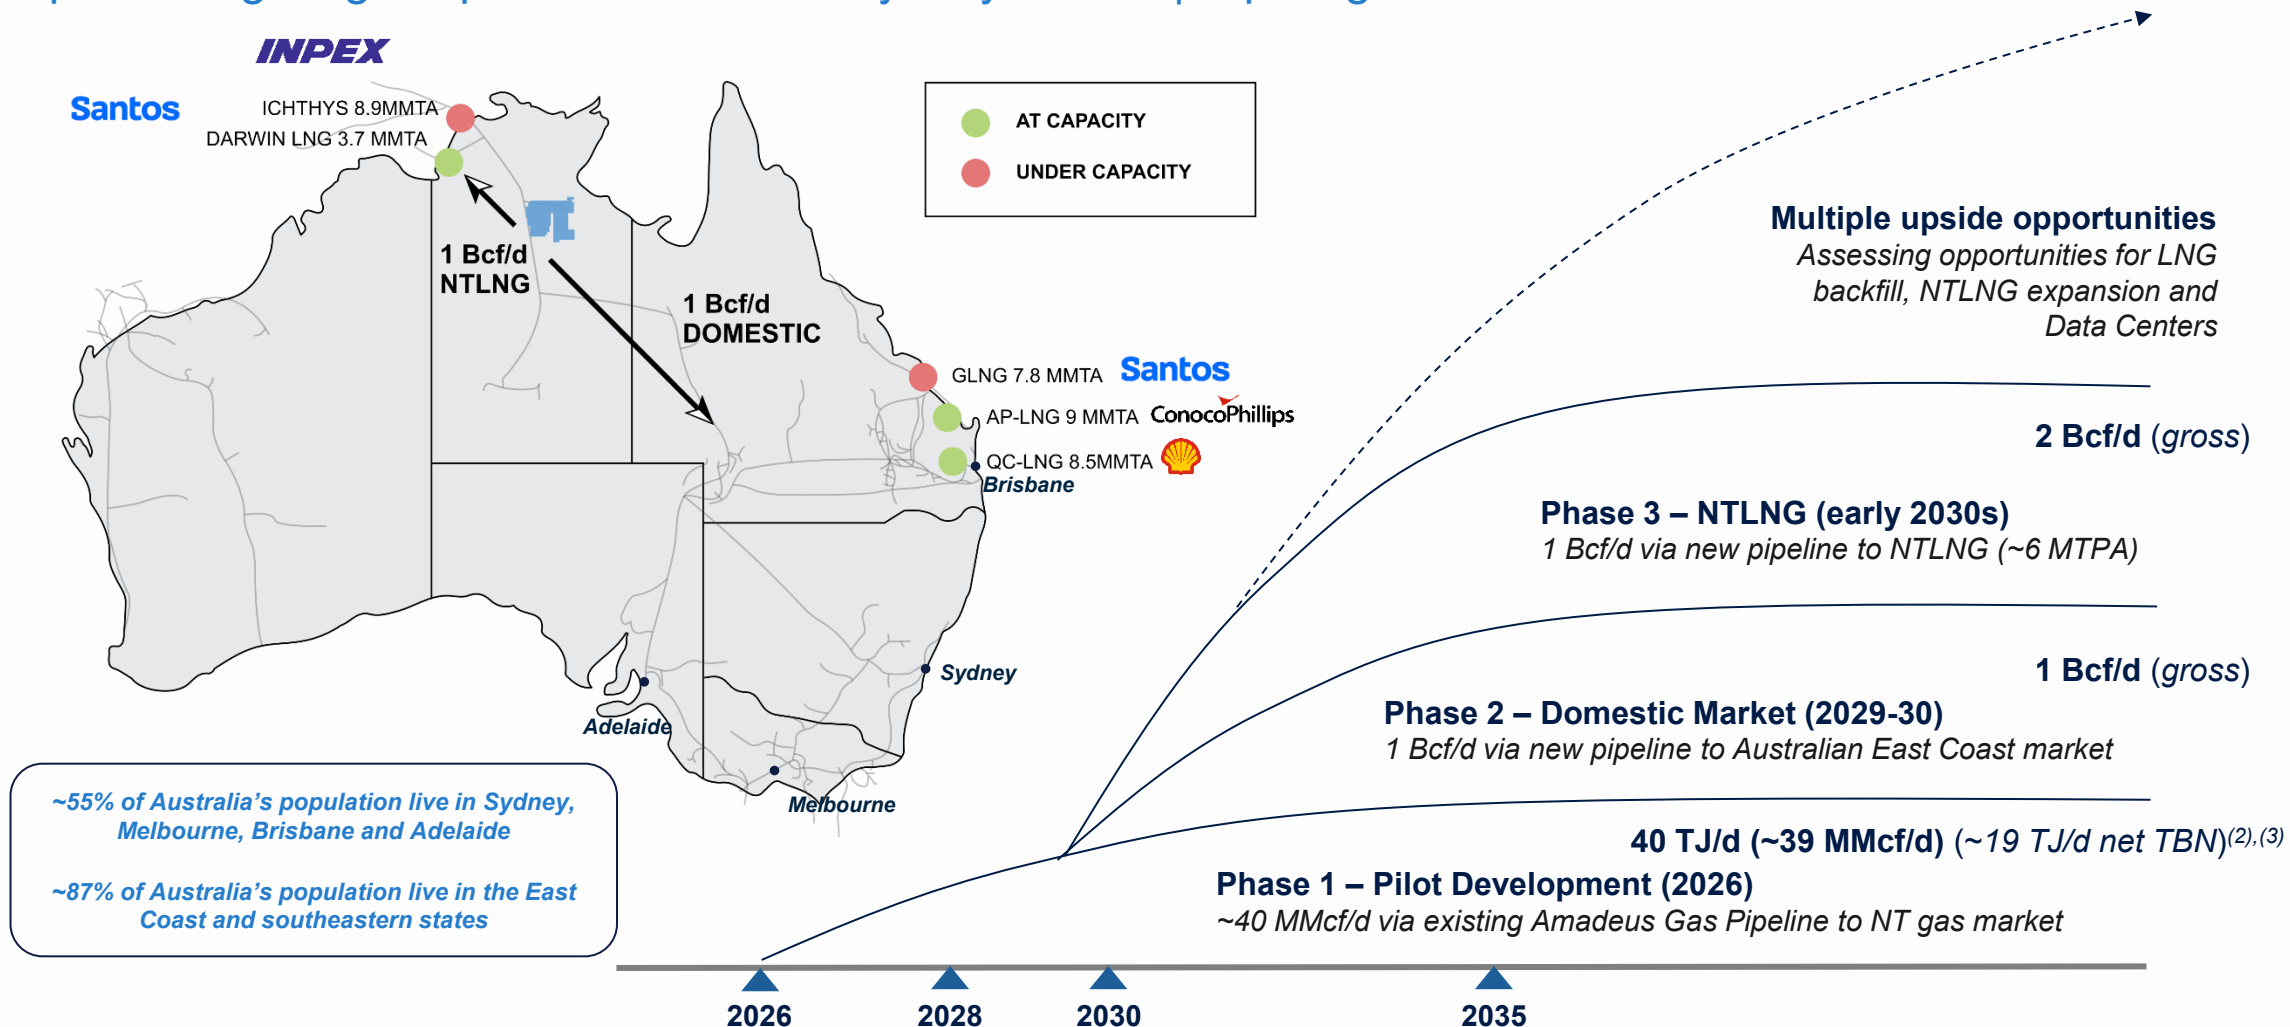 INPEX
Santos
ICHTHYS 8.9MMTA
DARWIN LNG 3.7 MMTA
AT CAPACITY
UNDER CAPACITY
1 Bcf/d
NTLNG
1 Bcf/d
DOMESTIC
GLNG 7.8 MMTA
Santos
AP-LNG 9 MMTA
ConocoPhillips
QC-LNG 8.5MMTA
Brisbane
Sydney
Adelaide
Melbourne
~55% of Australia’s population live in Sydney,
Melbourne, Brisbane and Adelaide
~87% of Australia’s population live in the East
Coast and southeastern states
Multiple upside opportunities
Assessing opportunities for LNG
backfill, NTLNG expansion and
Data Centers
2 Bcf/d (gross)
Phase 3 – NTLNG (early 2030s)
1 Bcf/d via new pipeline to NTLNG (~6 MTPA)
1 Bcf/d (gross)
Phase 2 – Domestic Market (2029-30)
1 Bcf/d via new pipeline to Australian East Coast market
40 TJ/d (~39 MMcf/d) (~19 TJ/d net TBN)(2),(3)
Phase 1 – Pilot Development (2026)
~40 MMcf/d via existing Amadeus Gas Pipeline to NT gas market
2026
2028
2030
2035